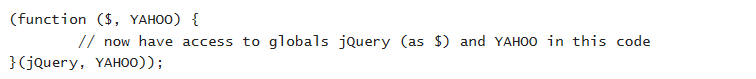 (function ($, YAHOO) {
        // now have access to globals jQuery (as $) and YAHOO in this code
}(jQuery, YAHOO));